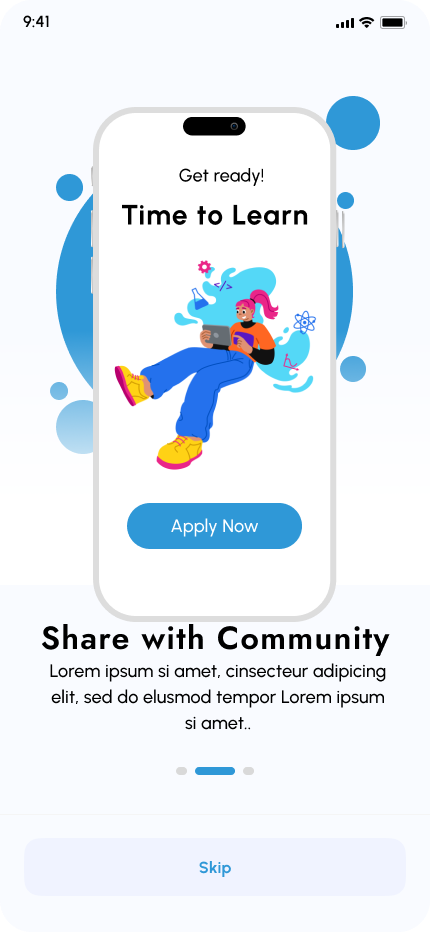 9:41
Get ready!
Time to Learn
</>
Apply Now
Share with Community
Lorem ipsum si amet, cinsecteur adipicing
elit, sed do elusmod tempor Lorem ipsum
si amet..
Skip